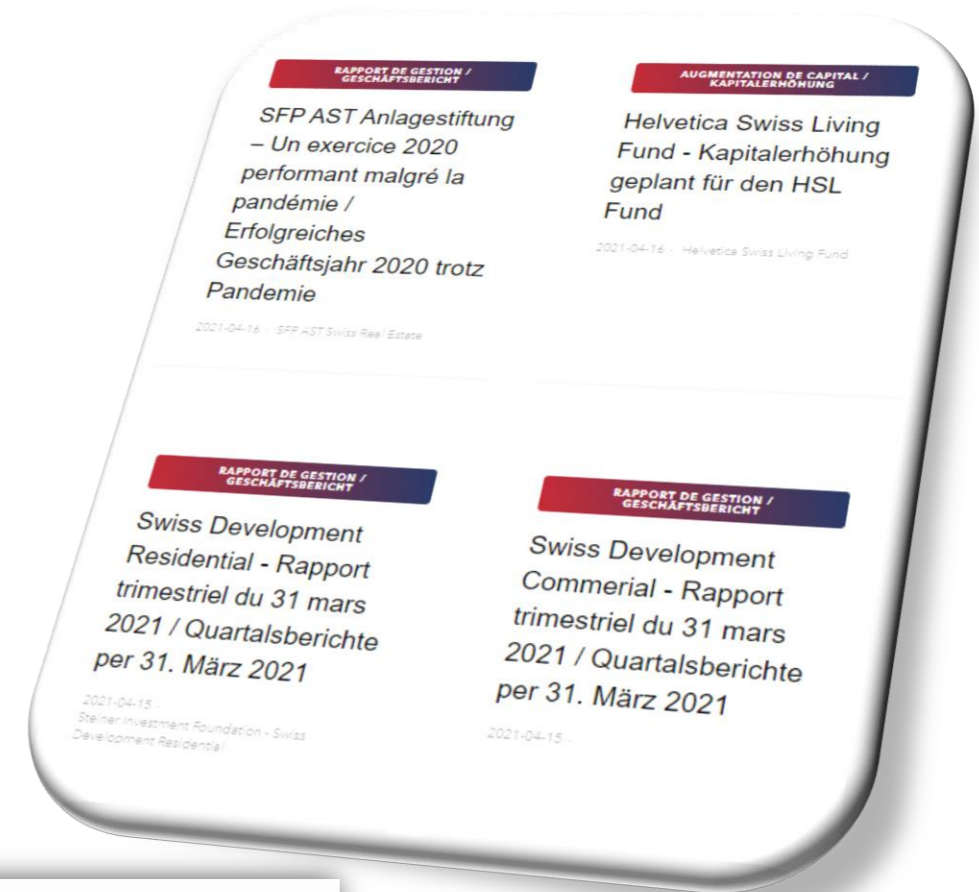 RAPPORT DE GESTION /
GESCHÄFTSBERICHT
SFP AST Anlagestiftung
– Un exercice 2020
performant malgré la
pandémie /
Erfolgreiches
Geschäftsjahr 2020 trotz
Pandemie
2021-04-16 · SFP AST Swiss Real Estate
AUGMENTATION DE CAPITAL /
KAPITALERHÖHUNG
Helvetica Swiss Living
Fund - Kapitalerhöhung
geplant für den HSL
Fund
2021-04-16 · Helvetica Swiss Living Fund
RAPPORT DE GESTION /
GESCHÄFTSBERICHT
Swiss Development
Residential - Rapport
trimestriel du 31 mars
2021 / Quartalsberichte
per 31. März 2021
2021-04-15 ·
Steiner Investment Foundation - Swiss
Development Residential
RAPPORT DE GESTION /
GESCHÄFTSBERICHT
Swiss Development
Commerial - Rapport
trimestriel du 31 mars
2021 / Quartalsberichte
per 31. März 2021
2021-04-15 ·